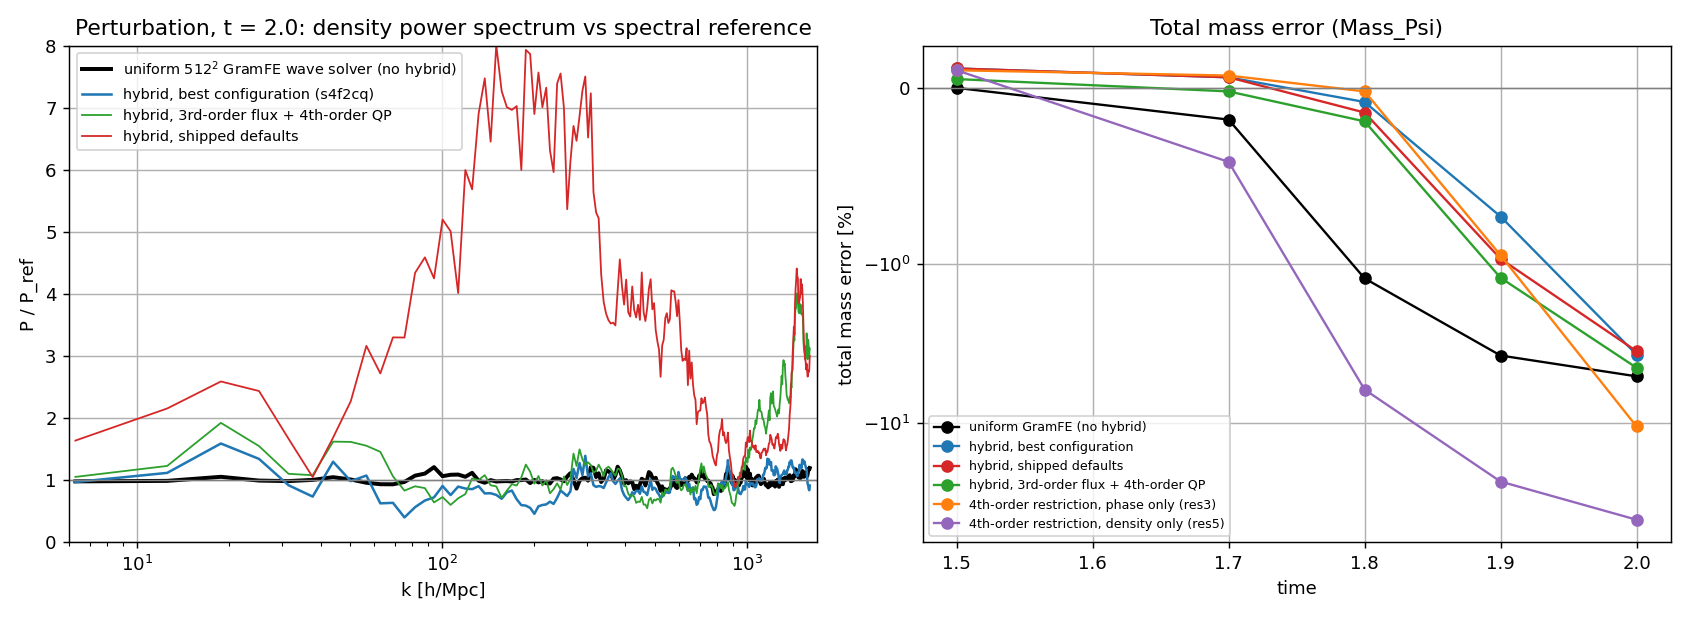 Perturbation, t = 2.0: density power spectrum vs spectral reference
P / P_ref
8
7
6
5
4
3
2
1
0
uniform 512² GramFE wave solver (no hybrid)
hybrid, best configuration (s4f2cq)
hybrid, 3rd-order flux + 4th-order QP
hybrid, shipped defaults
10¹
10²
10³
k [h/Mpc]
Total mass error (Mass_Psi)
total mass error [%]
0
−10⁰
−10¹
uniform GramFE (no hybrid)
hybrid, best configuration
hybrid, shipped defaults
hybrid, 3rd-order flux + 4th-order QP
4th-order restriction, phase only (res3)
4th-order restriction, density only (res5)
1.5
1.6
1.7
1.8
1.9
2.0
time